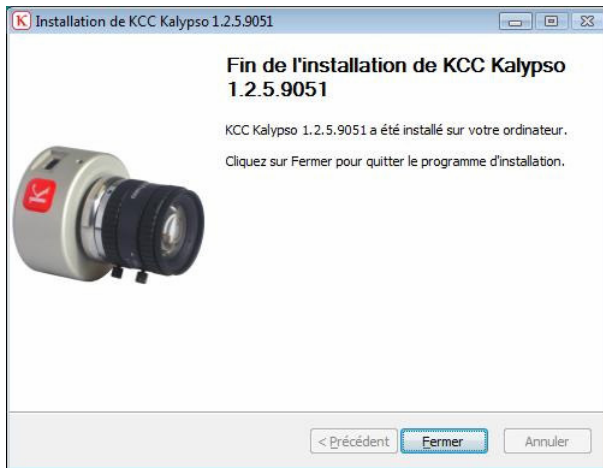 K Installation de KCC Kalypso 1.2.5.9051
Fin de l'installation de KCC Kalypso
1.2.5.9051
KCC Kalypso 1.2.5.9051 a été installé sur votre ordinateur.
Cliquez sur Fermer pour quitter le programme d'installation.
K
< Précédent Fermer Annuler